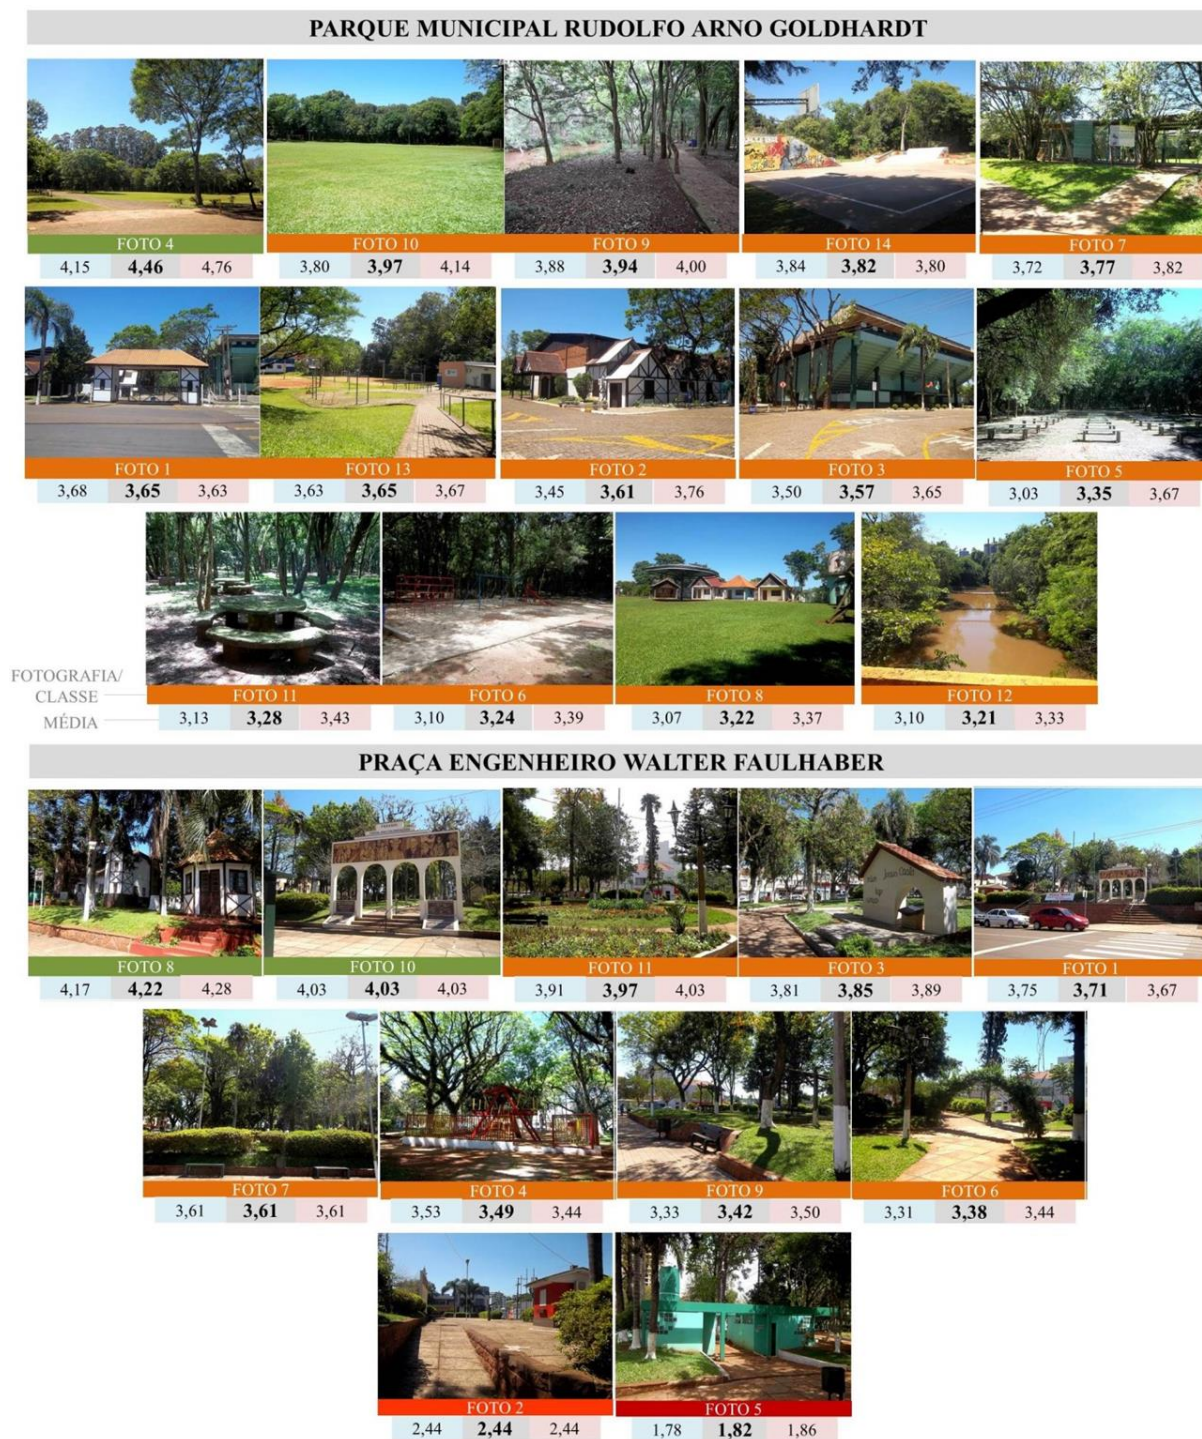 PARQUE MUNICIPAL RUDOLFO ARNO GOLDHARDT
FOTO 4 FOTO 10 FOTO 9 FOTO 14 FOTO 7
4,15 4,46 4,76 3,80 3,97 4,14 3,88 3,94 4,00 3,84 3,82 3,80 3,72 3,77 3,82
FOTO 1 FOTO 13 FOTO 2 FOTO 3 FOTO 5
3,68 3,65 3,63 3,63 3,65 3,67 3,45 3,61 3,76 3,50 3,57 3,65 3,03 3,35 3,67
FOTOGRAFIA/
CLASSE FOTO 11 FOTO 6 FOTO 8 FOTO 12
MÉDIA 3,13 3,28 3,43 3,10 3,24 3,39 3,07 3,22 3,37 3,10 3,21 3,33
PRAÇA ENGENHEIRO WALTER FAULHABER
FOTO 8 FOTO 10 FOTO 11 FOTO 3 FOTO 1
4,17 4,22 4,28 4,03 4,03 4,03 3,91 3,97 4,03 3,81 3,85 3,89 3,75 3,71 3,67
FOTO 7 FOTO 4 FOTO 9 FOTO 6
3,61 3,61 3,61 3,53 3,49 3,44 3,33 3,42 3,50 3,31 3,38 3,44
FOTO 2 FOTO 5
2,44 2,44 2,44 1,78 1,82 1,86